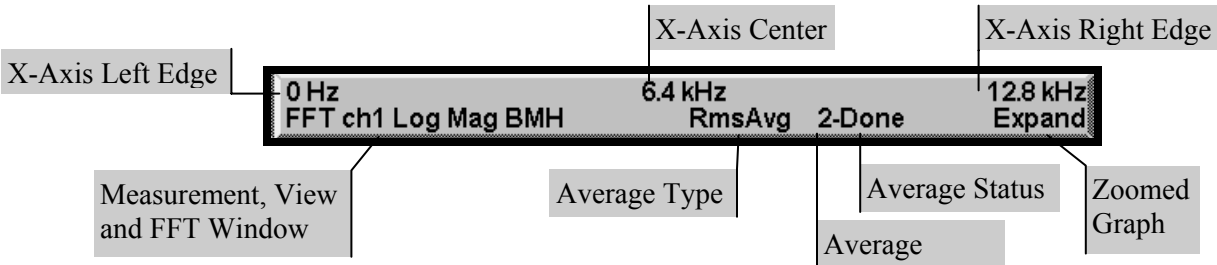 X-Axis Center
X-Axis Right Edge
X-Axis Left Edge
0 Hz 6.4 kHz 12.8 kHz
FFT ch1 Log Mag BMH RmsAvg 2-Done Expand
Measurement, View
and FFT Window
Average Type
Average Status
Zoomed
Graph
Average